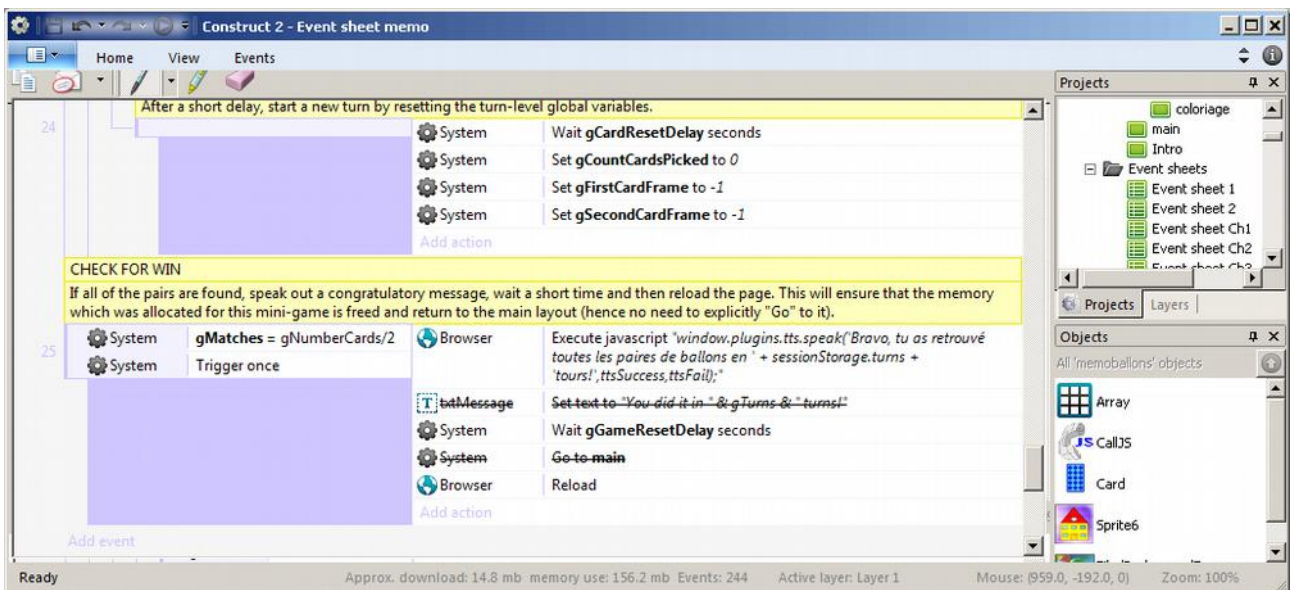 Construct 2 - Event sheet memo
Home View Events
Projects
After a short delay, start a new turn by resetting the turn-level global variables.
24
System Wait gCardResetDelay seconds
System Set gCountCardsPicked to 0
System Set gFirstCardFrame to -1
System Set gSecondCardFrame to -1
Add action
CHECK FOR WIN
If all of the pairs are found, speak out a congratulatory message, wait a short time and then reload the page. This will ensure that the memory
which was allocated for this mini-game is freed and return to the main layout (hence no need to explicitly "Go" to it).
25
System gMatches = gNumberCards/2
System Trigger once
Browser Execute javascript "window.plugins.tts.speak('Bravo, tu as retrouvé
toutes les paires de ballons en ' + sessionStorage.turns +
'tours!',ttsSuccess,ttsFail);"
T txtMessage Set text to "You did it in " & gTurns & " turns!"
System Wait gGameResetDelay seconds
System Go to main
Browser Reload
Add action
Add event
coloriage
main
Intro
Event sheets
Event sheet 1
Event sheet 2
Event sheet Ch1
Event sheet Ch2
Event sheet Ch3
Projects Layers
Objects
All 'memoballons' objects
Array
JS CallJS
Card
Sprite6
Ready Approx. download: 14.8 mb memory use: 156.2 mb Events: 244 Active layer: Layer 1 Mouse: (959.0, -192.0, 0) Zoom: 100%